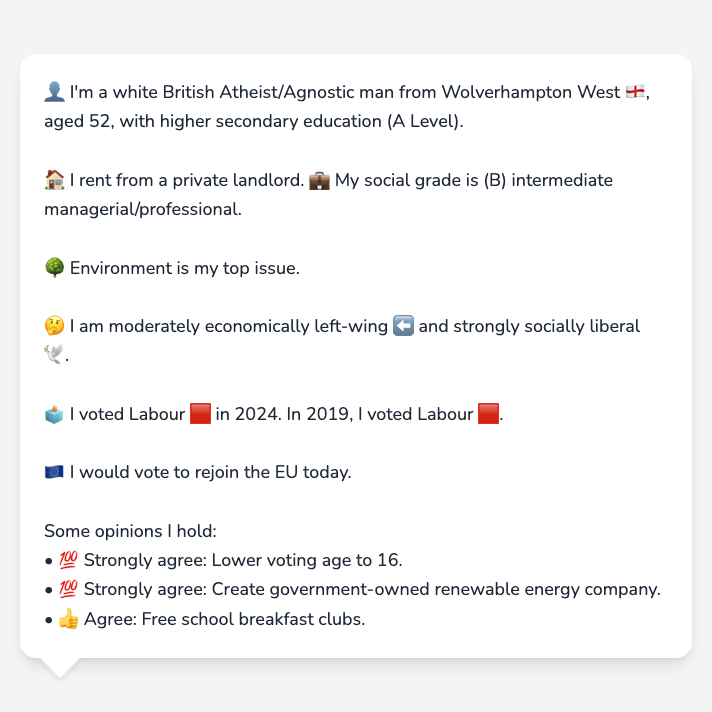 👤 I'm a white British Atheist/Agnostic man from Wolverhampton West 🏴󠁧󠁢󠁥󠁮󠁧󠁿,
aged 52, with higher secondary education (A Level).
🏠 I rent from a private landlord. 💼 My social grade is (B) intermediate
managerial/professional.
🌳 Environment is my top issue.
🤔 I am moderately economically left-wing ⬅️ and strongly socially liberal
🕊️.
🗳️ I voted Labour 🟥 in 2024. In 2019, I voted Labour 🟥.
🇪🇺 I would vote to rejoin the EU today.
Some opinions I hold:
• 💯 Strongly agree: Lower voting age to 16.
• 💯 Strongly agree: Create government-owned renewable energy company.
• 👍 Agree: Free school breakfast clubs.